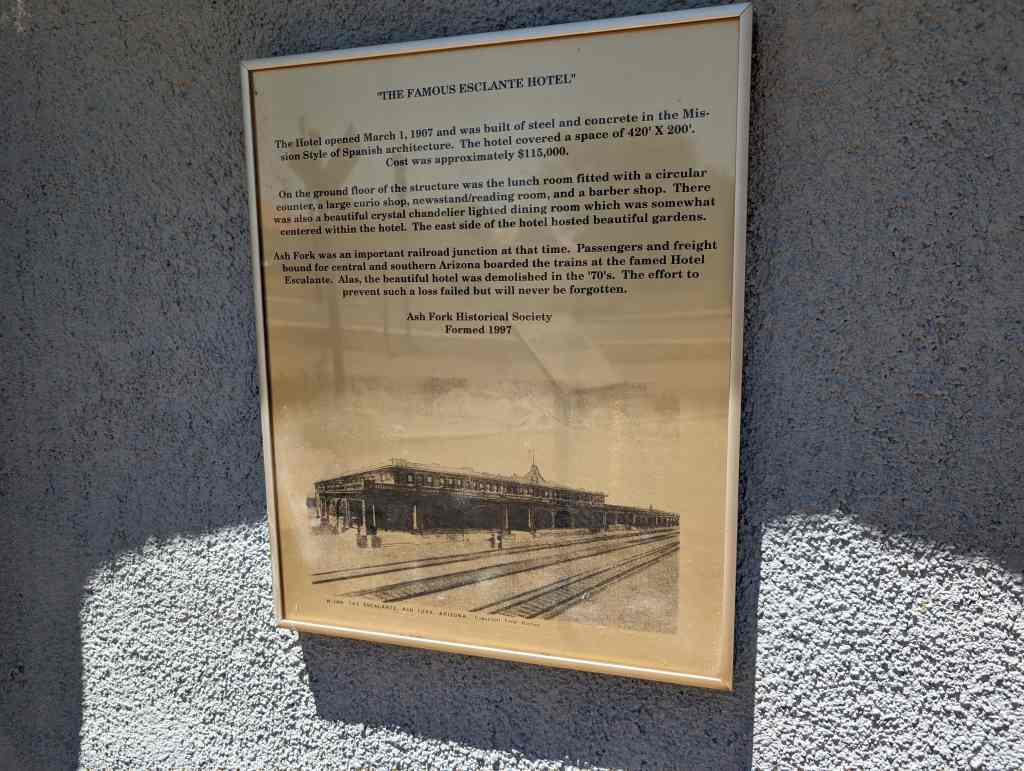 "THE FAMOUS ESCLANTE HOTEL"
The Hotel opened March 1, 1907 and was built of steel and concrete in the Mis-
sion Style of Spanish architecture. The hotel covered a space of 420' X 200'.
Cost was approximately $115,000.
On the ground floor of the structure was the lunch room fitted with a circular
counter, a large curio shop, newsstand/reading room, and a barber shop. There
was also a beautiful crystal chandelier lighted dining room which was somewhat
centered within the hotel. The east side of the hotel hosted beautiful gardens.
Ash Fork was an important railroad junction at that time. Passengers and freight
bound for central and southern Arizona boarded the trains at the famed Hotel
Escalante. Alas, the beautiful hotel was demolished in the '70's. The effort to
prevent such a loss failed but will never be forgotten.
Ash Fork Historical Society
Formed 1997
THE ESCALANTE, ASH FORK, ARIZONA.